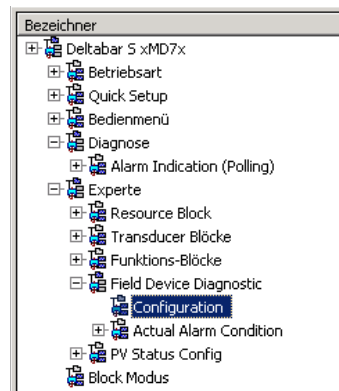 Bezeichner
Deltabar S xMD7x
Betriebsart
Quick Setup
Bedienmenü
Diagnose
Alarm Indication (Polling)
Experte
Resource Block
Transducer Blöcke
Funktions-Blöcke
Field Device Diagnostic
Configuration
Actual Alarm Condition
PV Status Config
Block Modus